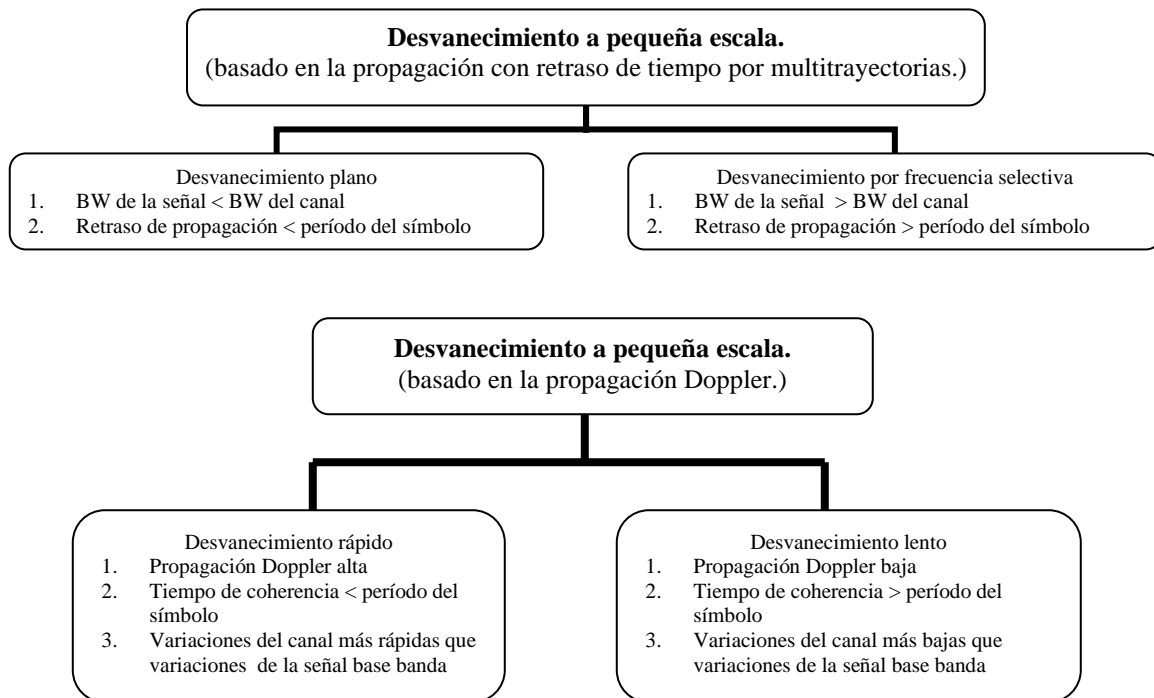 Desvanecimiento a pequeña escala.
(basado en la propagación con retraso de tiempo por multitrayectorias.)
Desvanecimiento plano
1. BW de la señal < BW del canal
2. Retraso de propagación < período del símbolo
Desvanecimiento por frecuencia selectiva
1. BW de la señal > BW del canal
2. Retraso de propagación > período del símbolo
Desvanecimiento a pequeña escala.
(basado en la propagación Doppler.)
Desvanecimiento rápido
1. Propagación Doppler alta
2. Tiempo de coherencia < período del
símbolo
3. Variaciones del canal más rápidas que
variaciones de la señal base banda
Desvanecimiento lento
1. Propagación Doppler baja
2. Tiempo de coherencia > período del
símbolo
3. Variaciones del canal más bajas que
variaciones de la señal base banda